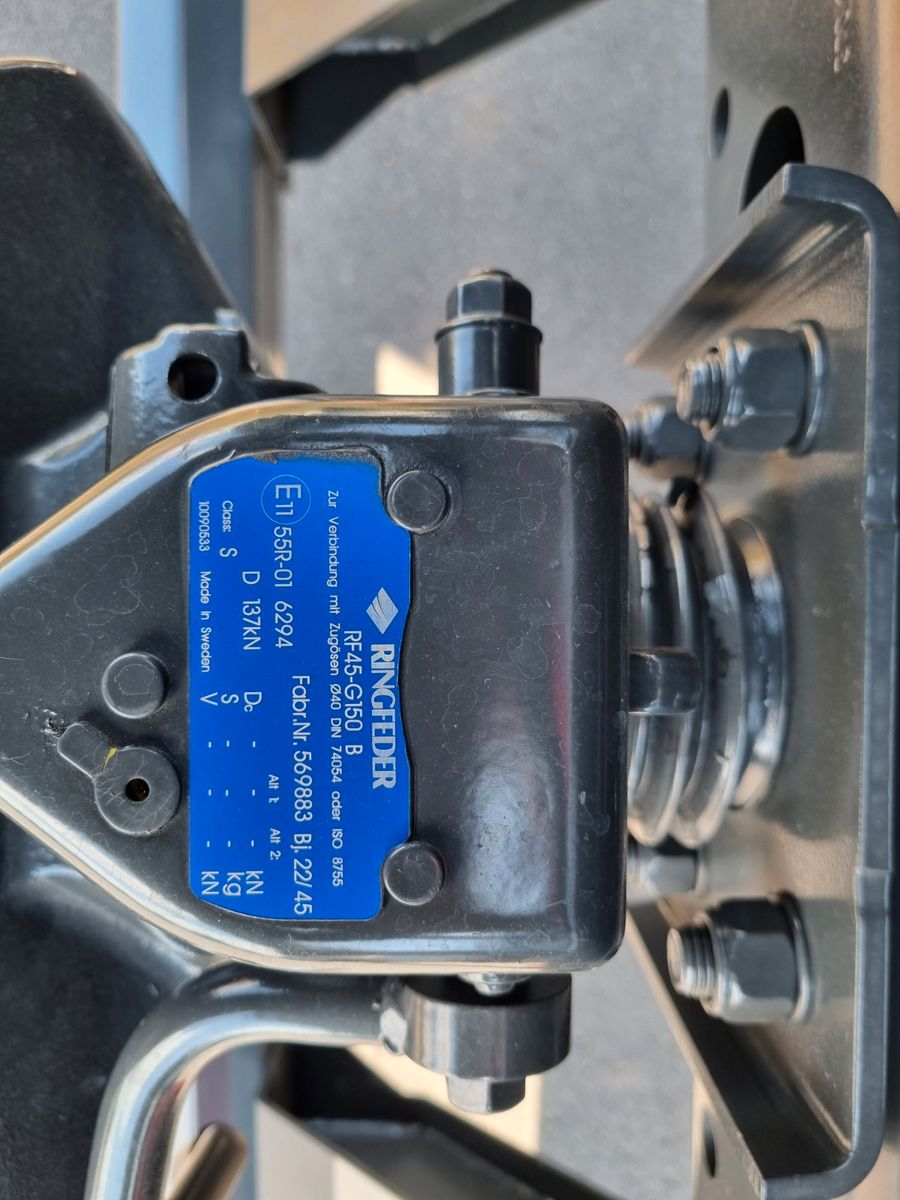 RINGFEDER
RF45-G150 B
Zur Verbindung mit Zugösen Ø40 DIN 74054 oder ISO 8755
E11 55R-01 6294 Fabr.Nr. 569883 Bj. 22/45
Alt 1: Alt 2:
D 137kN Dc - - - kN
Class: S S - - - kg
10090533 Made in Sweden V - - - kN